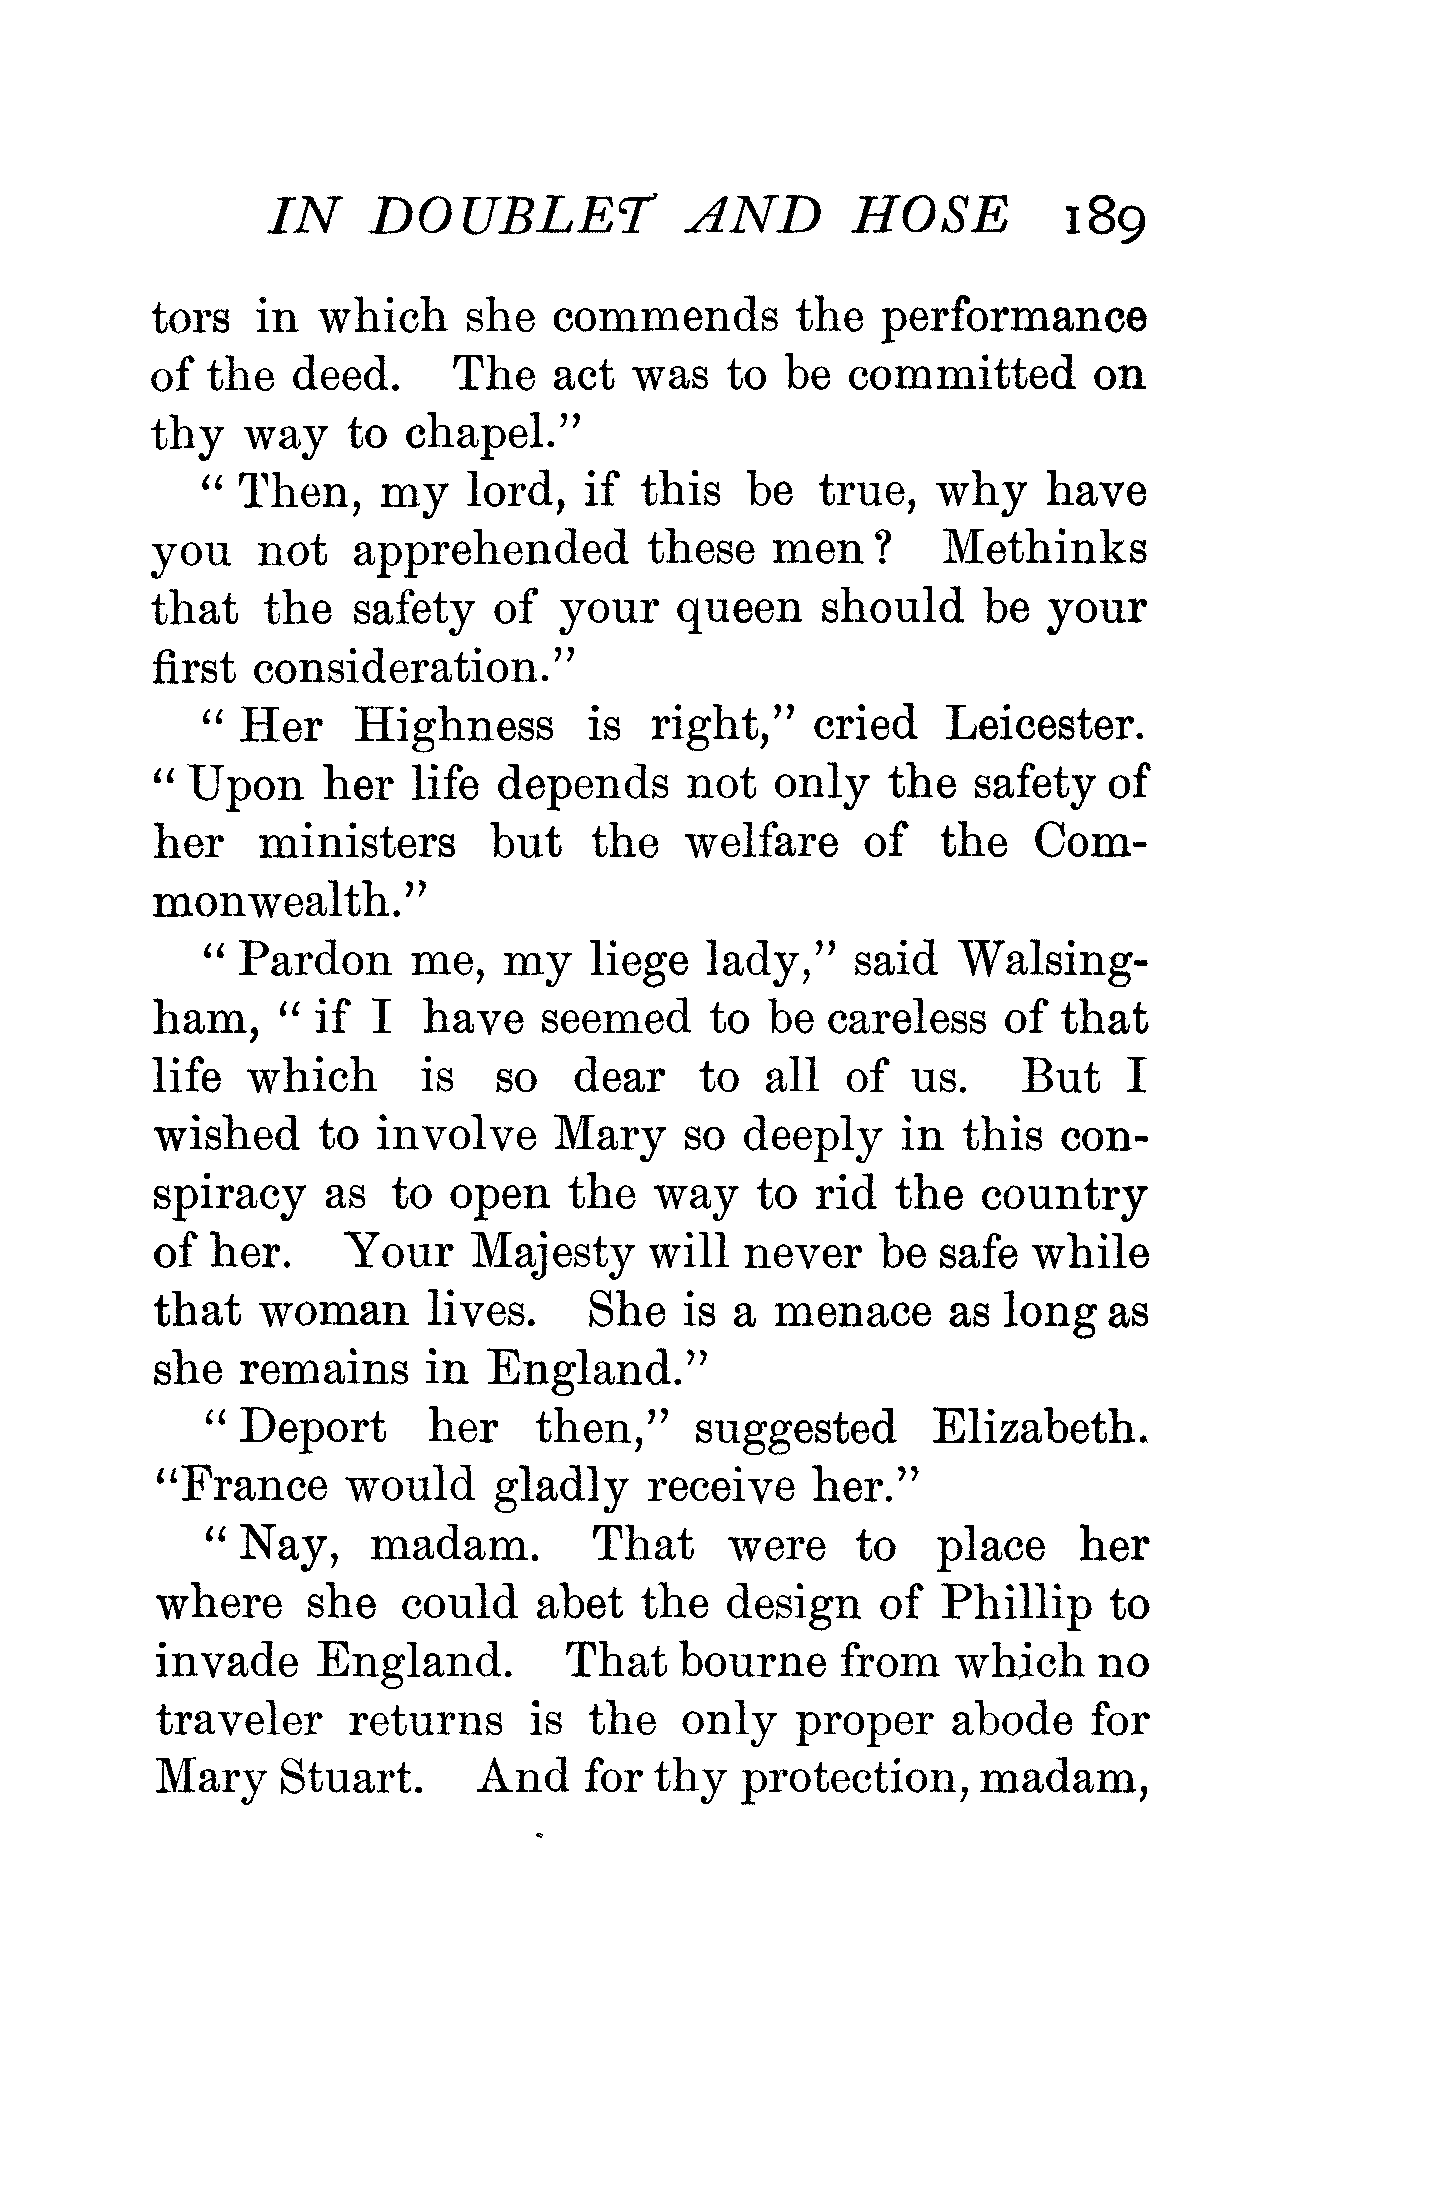 IN DOUBLET AND HOSE 189
tors in which she commends the performance
of the deed. The act was to be committed on
thy way to chapel."
"Then, my lord, if this be true, why have
you not apprehended these men? Methinks
that the safety of your queen should be your
first consideration."
"Her Highness is right," cried Leicester.
"Upon her life depends not only the safety of
her ministers but the welfare of the Com-
monwealth."
"Pardon me, my liege lady," said Walsing-
ham, "if I have seemed to be careless of that
life which is so dear to all of us. But I
wished to involve Mary so deeply in this con-
spiracy as to open the way to rid the country
of her. Your Majesty will never be safe while
that woman lives. She is a menace as long as
she remains in England."
"Deport her then," suggested Elizabeth.
"France would gladly receive her."
"Nay, madam. That were to place her
where she could abet the design of Phillip to
invade England. That bourne from which no
traveler returns is the only proper abode for
Mary Stuart. And for thy protection, madam,